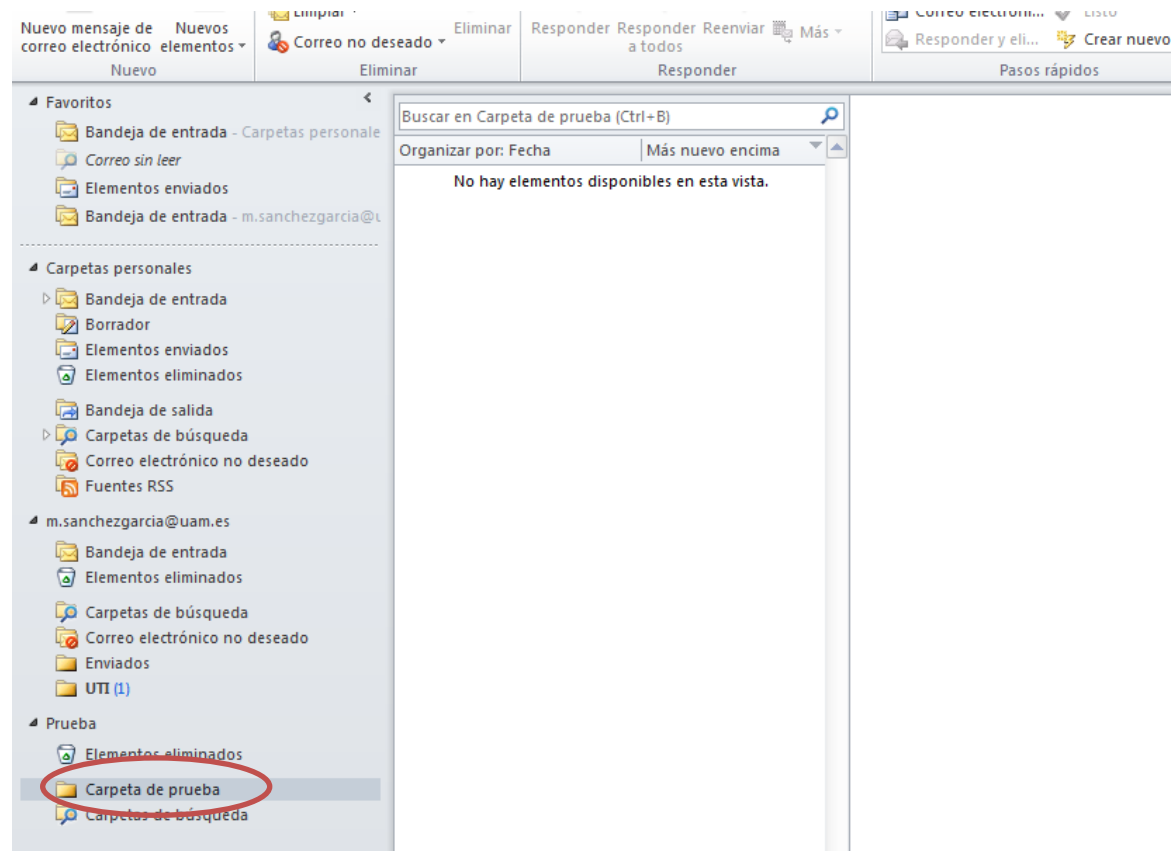 Limpiar
Correo electróni... Listo
Nuevo mensaje de correo electrónico
Nuevos elementos
Correo no deseado
Eliminar
Responder
Responder a todos
Reenviar
Más
Responder y eli... Crear nuevo
Nuevo
Eliminar
Responder
Pasos rápidos
Favoritos
Bandeja de entrada - Carpetas personale
Correo sin leer
Elementos enviados
Bandeja de entrada - m.sanchezgarcia@u
Carpetas personales
Bandeja de entrada
Borrador
Elementos enviados
Elementos eliminados
Bandeja de salida
Carpetas de búsqueda
Correo electrónico no deseado
Fuentes RSS
m.sanchezgarcia@uam.es
Bandeja de entrada
Elementos eliminados
Carpetas de búsqueda
Correo electrónico no deseado
Enviados
UTI (1)
Prueba
Elementos eliminados
Carpeta de prueba
Carpetas de búsqueda
Buscar en Carpeta de prueba (Ctrl+B)
Organizar por: Fecha Más nuevo encima
No hay elementos disponibles en esta vista.